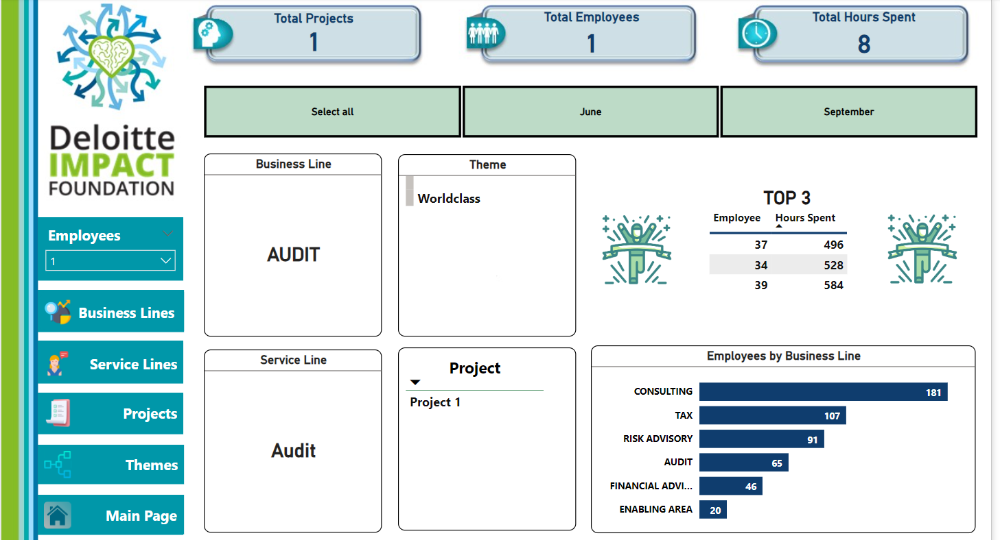 Deloitte
IMPACT
FOUNDATION
Employees
1
Business Lines
Service Lines
Projects
Themes
Main Page
Total Projects
1
Total Employees
1
Total Hours Spent
8
Select all
June
September
Business Line
AUDIT
Theme
Worldclass
TOP 3
Employee Hours Spent
37 496
34 528
39 584
Service Line
Audit
Project
Project 1
Employees by Business Line
CONSULTING 181
TAX 107
RISK ADVISORY 91
AUDIT 65
FINANCIAL ADVI... 46
ENABLING AREA 20